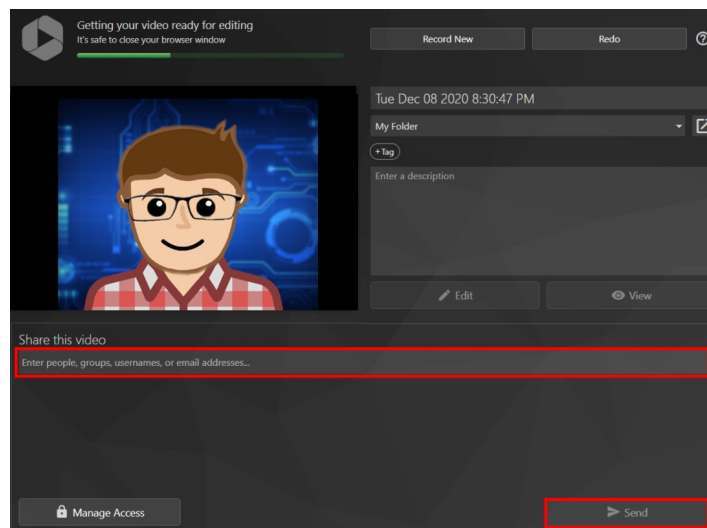 Getting your video ready for editing
It's safe to close your browser window
Record New
Redo
Tue Dec 08 2020 8:30:47 PM
My Folder
+Tag
Enter a description
Edit
View
Share this video
Enter people, groups, usernames, or email addresses...
Manage Access
Send